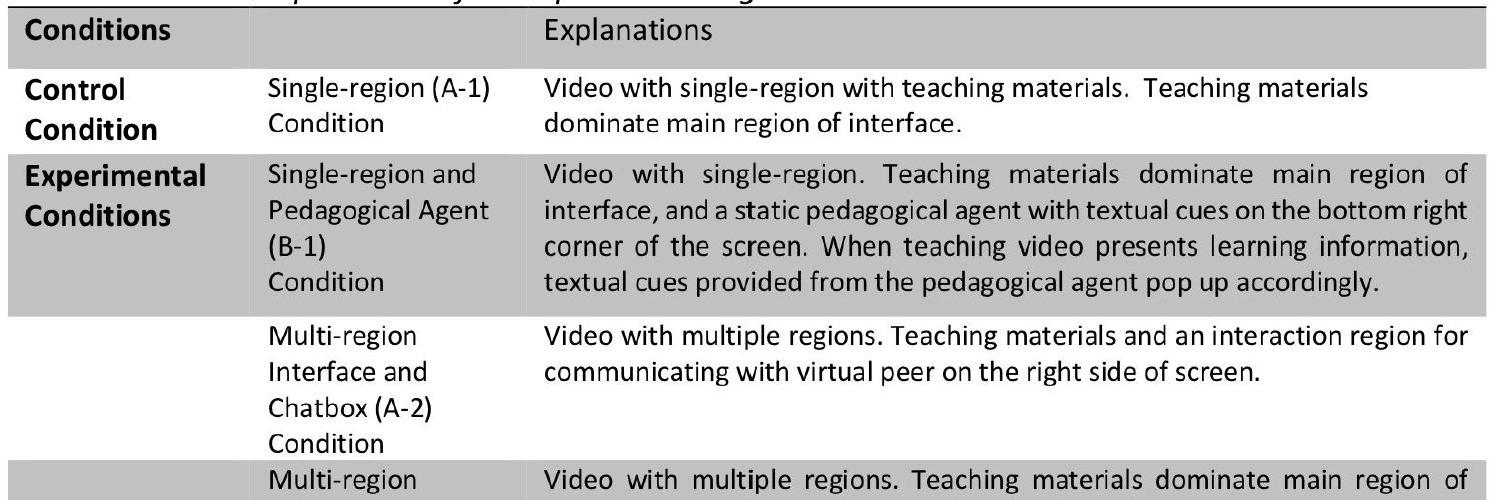 Conditions Explanations
Control Single-region (A-1) Video with single-region with teaching materials. Teaching materials
Condition Condition dominate main region of interface.
Experimental Single-region and Video with single-region. Teaching materials dominate main region of
Conditions Pedagogical Agent interface, and a static pedagogical agent with textual cues on the bottom right
(B-1) corner of the screen. When teaching video presents learning information,
Condition textual cues provided from the pedagogical agent pop up accordingly.
Multi-region Video with multiple regions. Teaching materials and an interaction region for
Interface and communicating with virtual peer on the right side of screen.
Chatbox (A-2)
Condition
Multi-region Video with multiple regions. Teaching materials dominate main region of